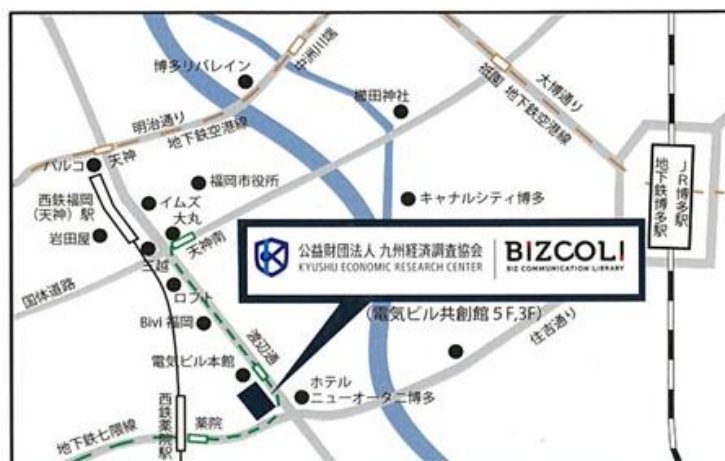 博多リバレイン
中洲川端
櫛田神社
祇園
大博通り
地下鉄空港線
明治通り
地下鉄空港線
パルコ
天神
西鉄福岡
(天神)駅
イムズ
福岡市役所
大丸
キャナルシティ博多
JR博多駅
地下鉄博多駅
岩田屋
三越
天神南
国体道路
ロフト
公益財団法人 九州経済調査協会
KYUSHU ECONOMIC RESEARCH CENTER
BIZCOLI
BIZ COMMUNICATION LIBRARY
(電気ビル共創館5F,3F)
Bivi 福岡
渡辺通
住吉通り
電気ビル本館
ホテル
ニューオータニ博多
西鉄薬院駅
薬院
地下鉄七隈線